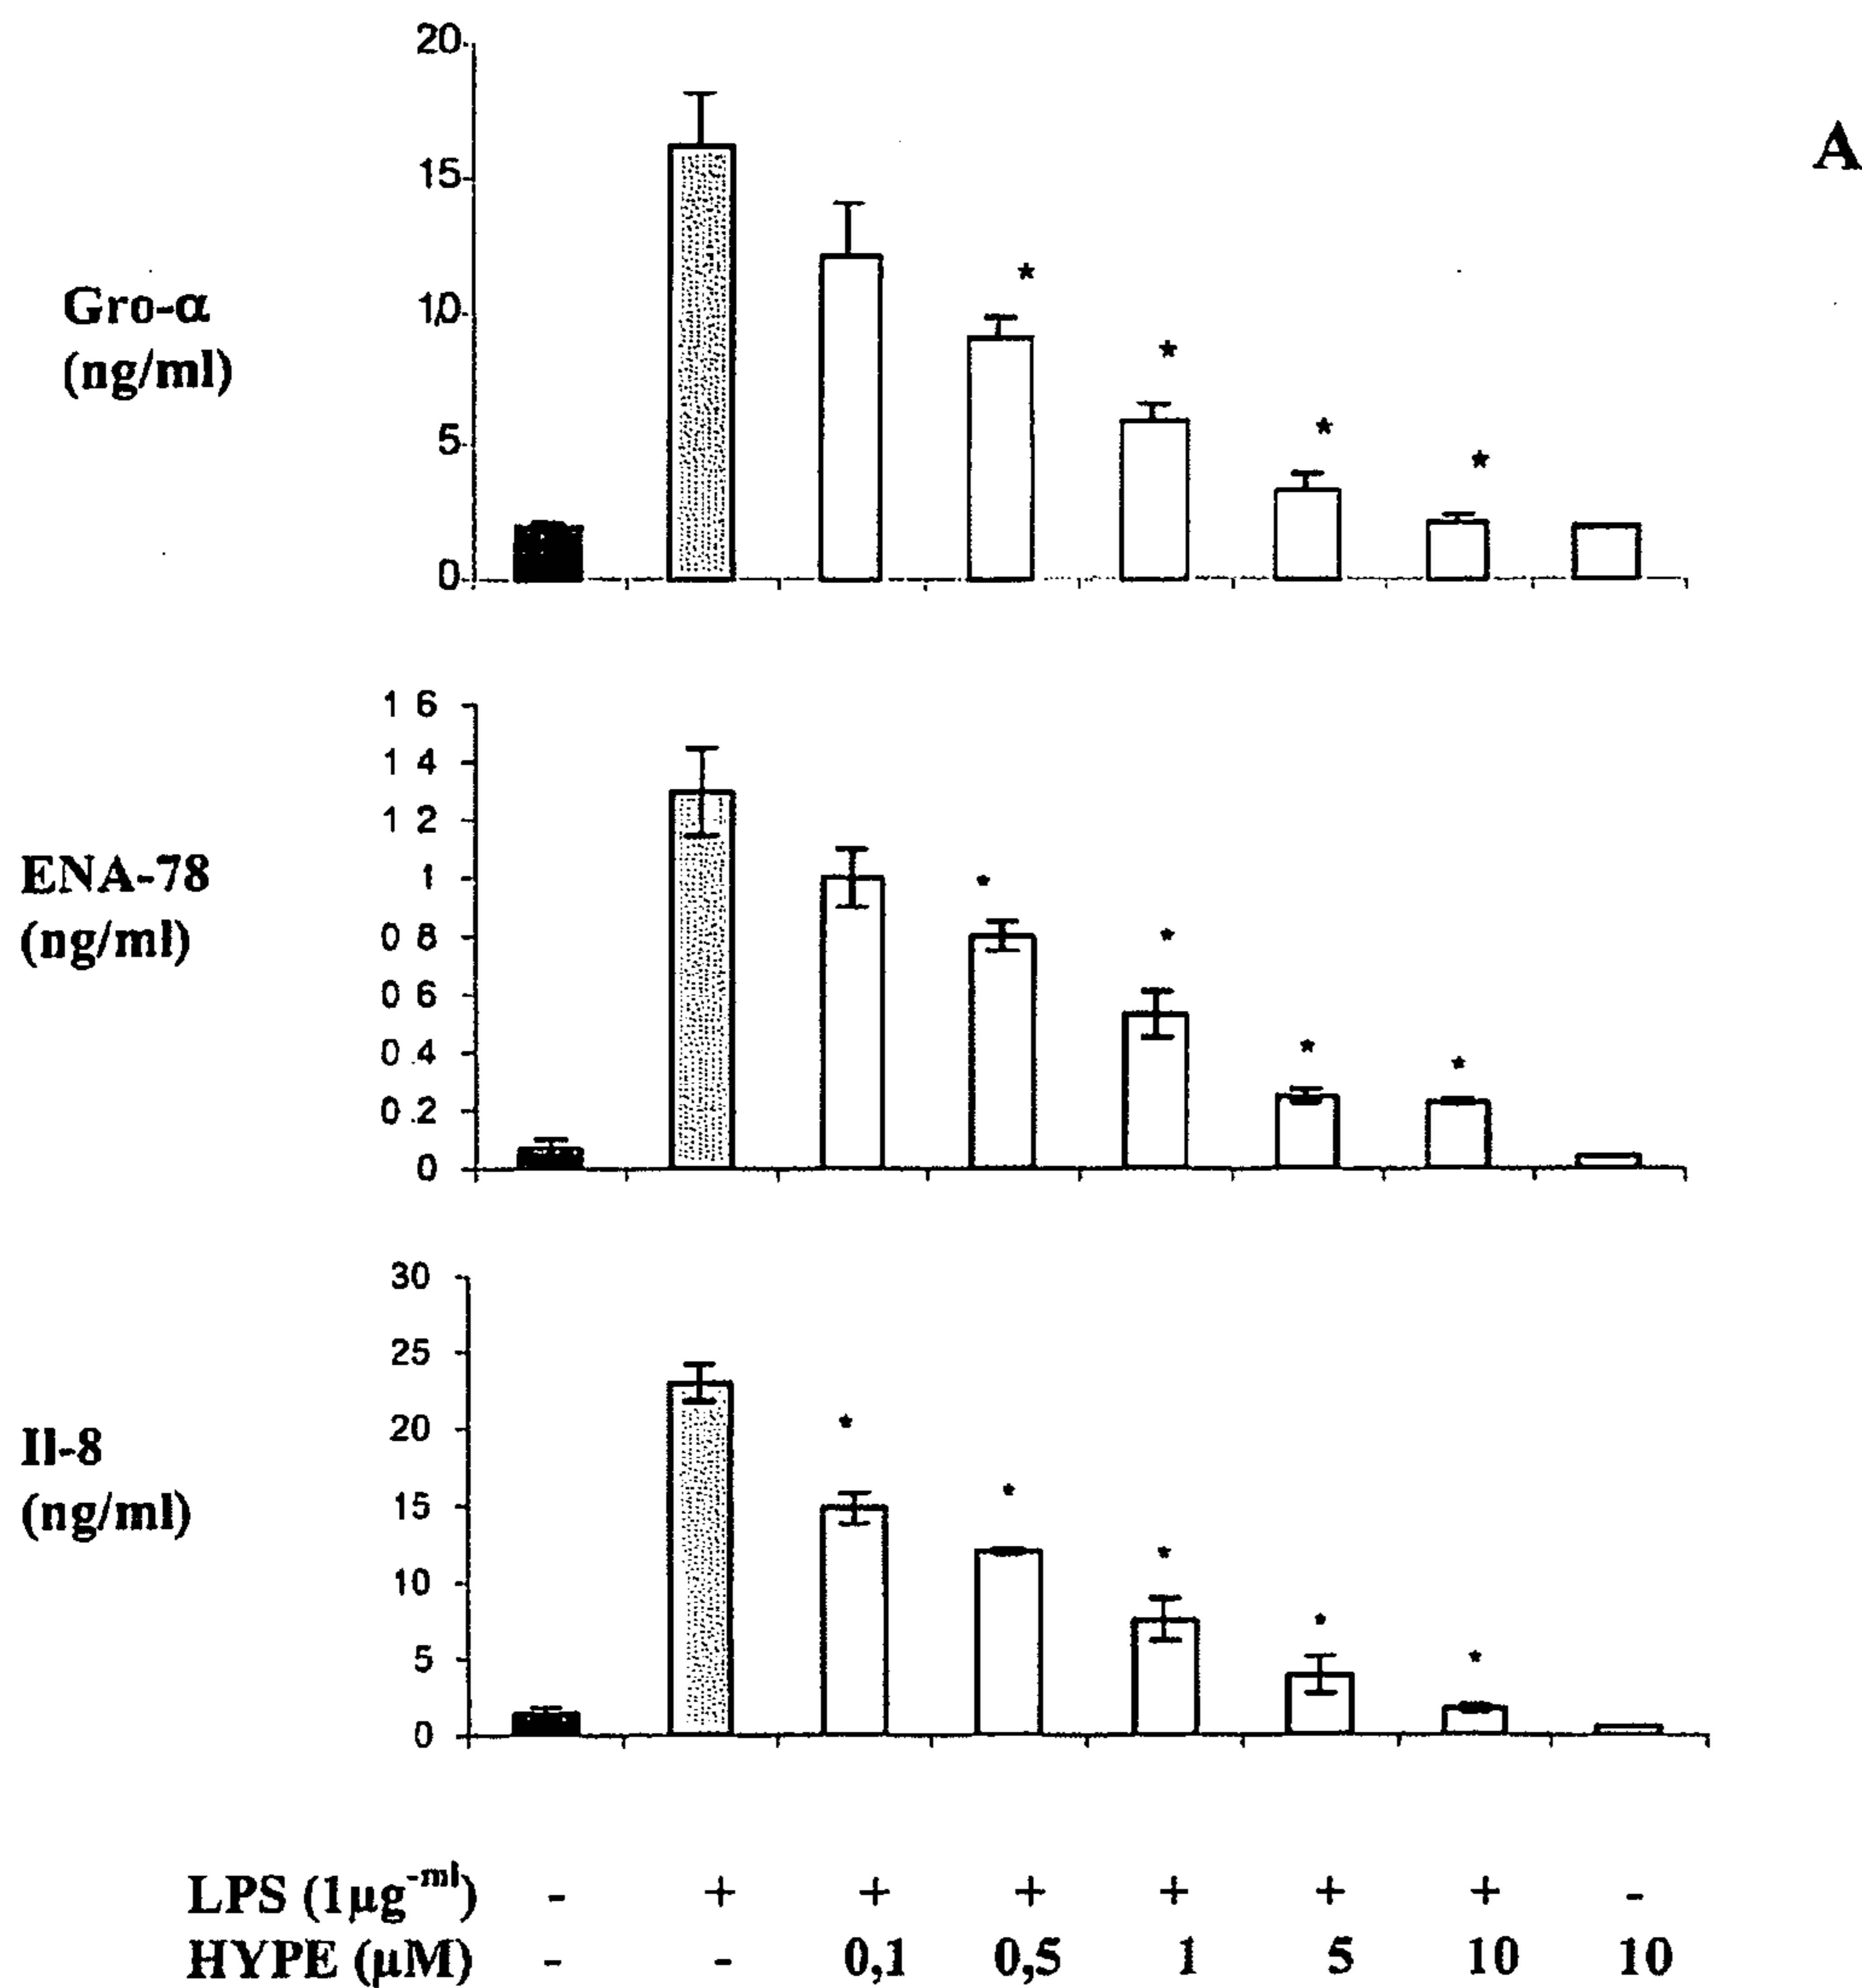 A
20
15
10
5
0
Gro-α
(ng/ml)
1 6
1 4
1 2
1
0 8
0 6
0.4
0.2
0
ENA-78
(ng/ml)
30
25
20
15
10
5
0
Il-8
(ng/ml)
* * * *
* * * *
* * * * *
LPS (1µg⁻ᵐˡ) - + + + + + + -
HYPE (µM) - - 0,1 0,5 1 5 10 10